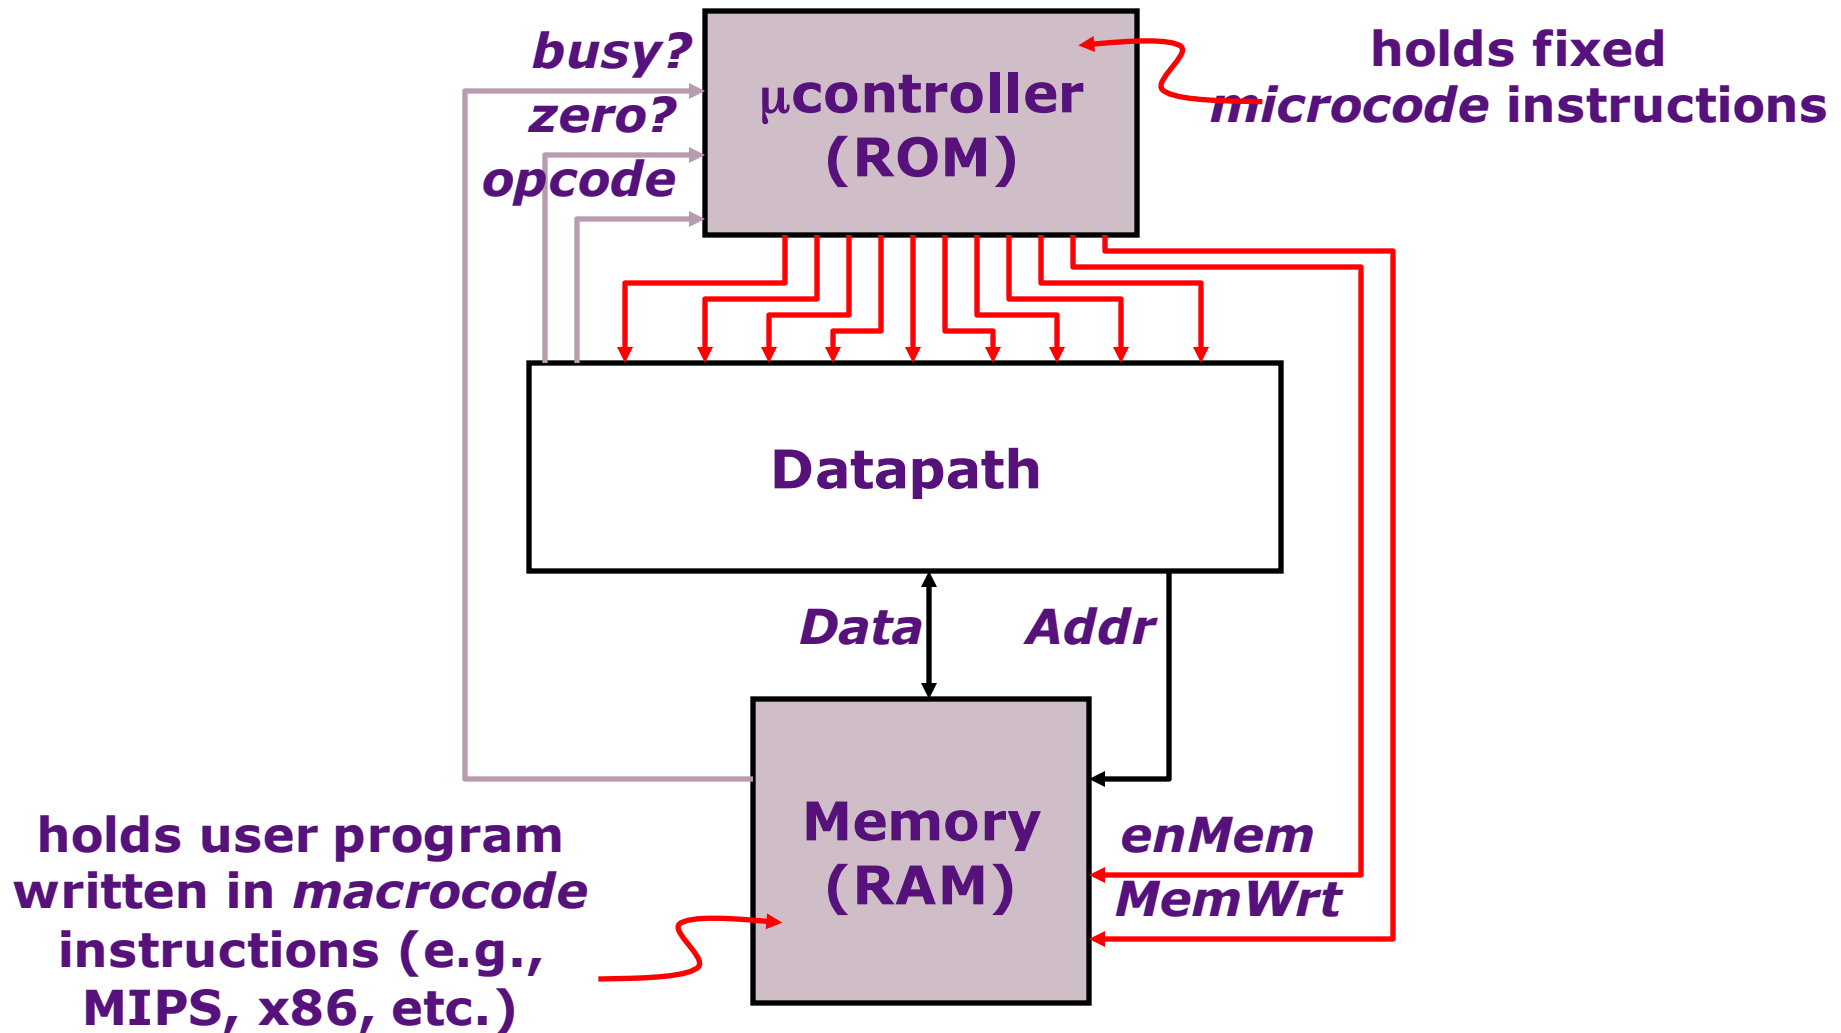 busy?
zero?
opcode
μcontroller
(ROM)
holds fixed
microcode instructions
Datapath
Data
Addr
Memory
(RAM)
enMem
MemWrt
holds user program
written in macrocode
instructions (e.g.,
MIPS, x86, etc.)